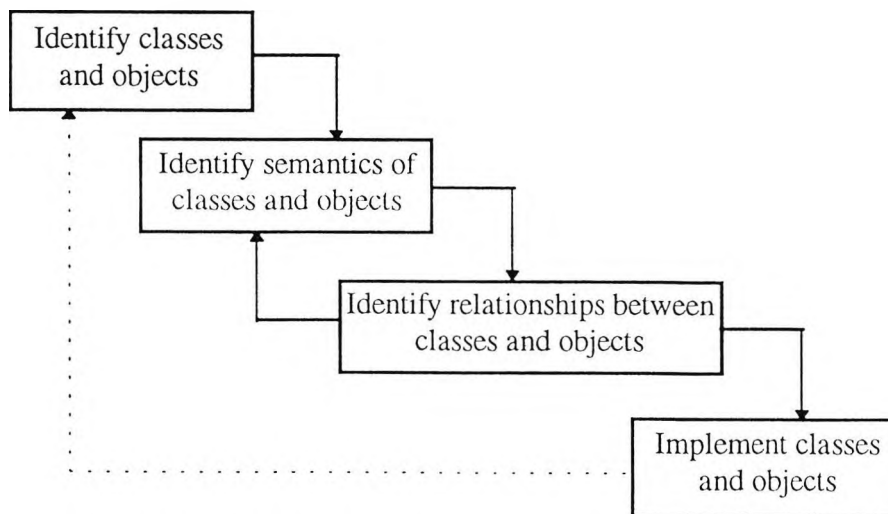 Identify classes
and objects
Identify semantics of
classes and objects
Identify relationships between
classes and objects
Implement classes
and objects